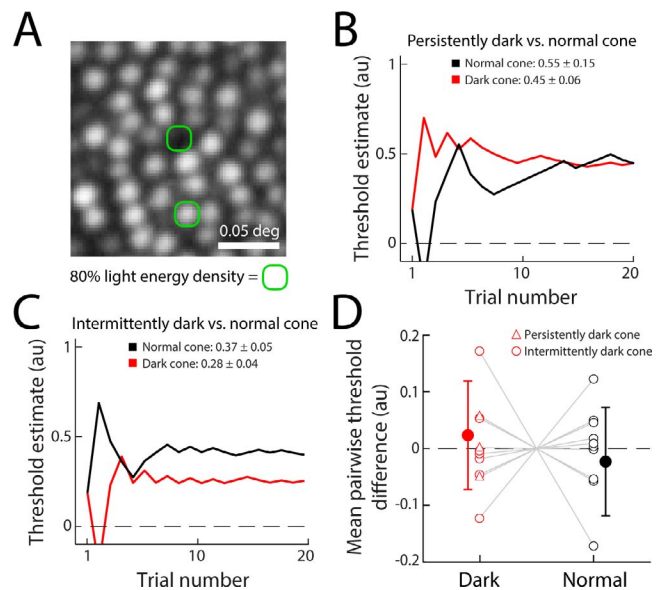 A
0.05 deg
80% light energy density =
B
Persistently dark vs. normal cone
Normal cone: 0.55 ± 0.15
Dark cone: 0.45 ± 0.06
Threshold estimate (au)
1
0.5
0
1
10
20
Trial number
C
Intermittently dark vs. normal cone
Normal cone: 0.37 ± 0.05
Dark cone: 0.28 ± 0.04
Threshold estimate (au)
1
0.5
0
1
10
20
Trial number
D
Persistently dark cone
Intermittently dark cone
Mean pairwise threshold
difference (au)
0.2
0.1
0
-0.1
-0.2
Dark
Normal